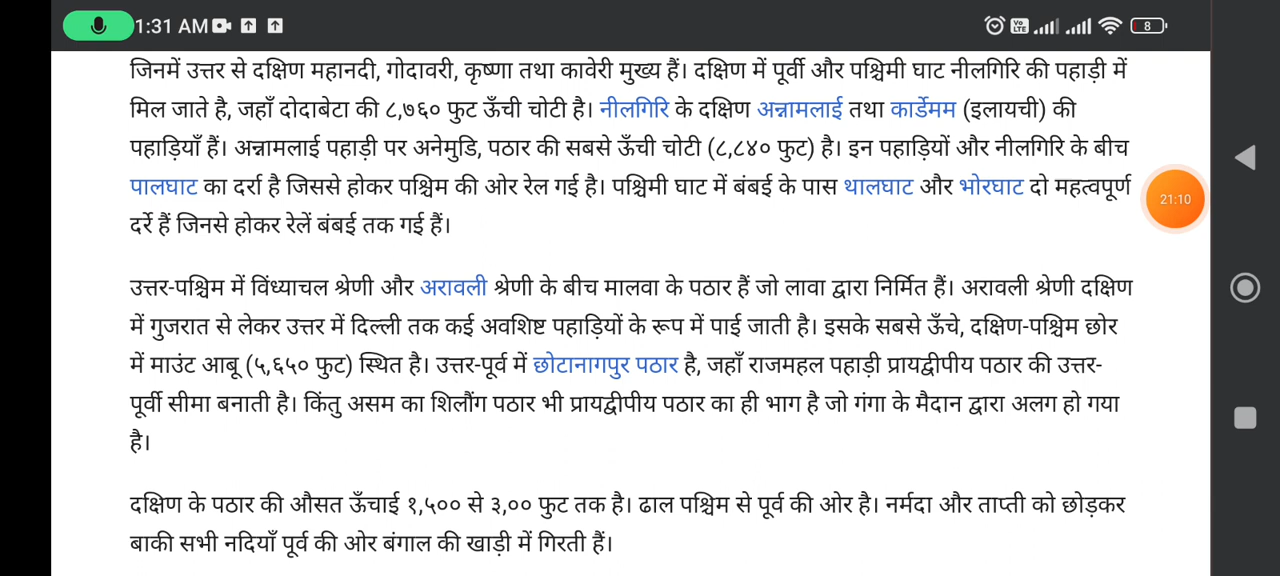 1:31 AM
Vo LTE
8
जिनमें उत्तर से दक्षिण महानदी, गोदावरी, कृष्णा तथा कावेरी मुख्य हैं। दक्षिण में पूर्वी और पश्चिमी घाट नीलगिरि की पहाड़ी में
मिल जाते है, जहाँ दोदाबेटा की ८,७६० फुट ऊँची चोटी है। नीलगिरि के दक्षिण अन्नामलाई तथा कार्डेमम (इलायची) की
पहाड़ियाँ हैं। अन्नामलाई पहाड़ी पर अनेमुडि, पठार की सबसे ऊँची चोटी (८,८४० फुट) है। इन पहाड़ियों और नीलगिरि के बीच
पालघाट का दर्रा है जिससे होकर पश्चिम की ओर रेल गई है। पश्चिमी घाट में बंबई के पास थालघाट और भोरघाट दो महत्वपूर्ण
21:10
दर्रे हैं जिनसे होकर रेलें बंबई तक गई हैं।
उत्तर-पश्चिम में विंध्याचल श्रेणी और अरावली श्रेणी के बीच मालवा के पठार हैं जो लावा द्वारा निर्मित हैं। अरावली श्रेणी दक्षिण
में गुजरात से लेकर उत्तर में दिल्ली तक कई अवशिष्ट पहाड़ियों के रूप में पाई जाती है। इसके सबसे ऊँचे, दक्षिण-पश्चिम छोर
में माउंट आबू (५,६५० फुट) स्थित है। उत्तर-पूर्व में छोटानागपुर पठार है, जहाँ राजमहल पहाड़ी प्रायद्वीपीय पठार की उत्तर-
पूर्वी सीमा बनाती है। किंतु असम का शिलौंग पठार भी प्रायद्वीपीय पठार का ही भाग है जो गंगा के मैदान द्वारा अलग हो गया
है।
दक्षिण के पठार की औसत ऊँचाई १,५०० से ३,०० फुट तक है। ढाल पश्चिम से पूर्व की ओर है। नर्मदा और ताप्ती को छोड़कर
बाकी सभी नदियाँ पूर्व की ओर बंगाल की खाड़ी में गिरती हैं।